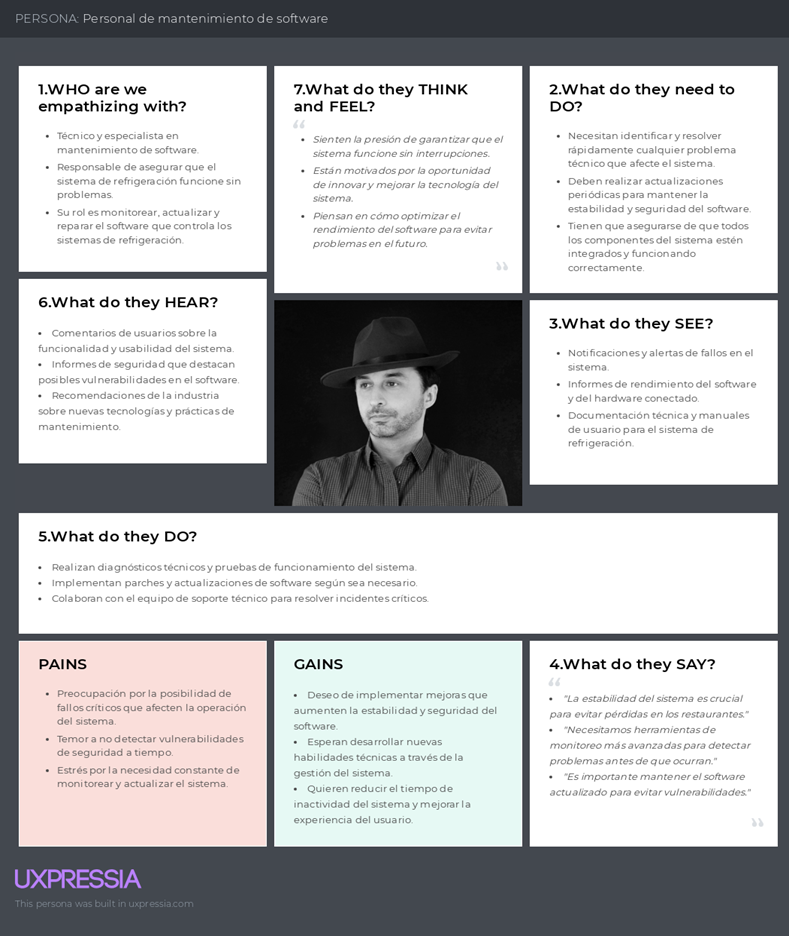 PERSONA: Personal de mantenimiento de software
1.WHO are we
empathizing with?
• Técnico y especialista en
mantenimiento de software.
• Responsable de asegurar que el
sistema de refrigeración funcione sin
problemas.
• Su rol es monitorear, actualizar y
reparar el software que controla los
sistemas de refrigeración.
7.What do they THINK
and FEEL?
“
• Sienten la presión de garantizar que el
sistema funcione sin interrupciones.
• Están motivados por la oportunidad
de innovar y mejorar la tecnología del
sistema.
• Piensan en cómo optimizar el
rendimiento del software para evitar
problemas en el futuro.
”
2.What do they need to
DO?
• Necesitan identificar y resolver
rápidamente cualquier problema
técnico que afecte el sistema.
• Deben realizar actualizaciones
periódicas para mantener la
estabilidad y seguridad del software.
• Tienen que asegurarse de que todos
los componentes del sistema estén
integrados y funcionando
correctamente.
6.What do they HEAR?
• Comentarios de usuarios sobre la
funcionalidad y usabilidad del sistema.
• Informes de seguridad que destacan
posibles vulnerabilidades en el software.
• Recomendaciones de la industria
sobre nuevas tecnologías y prácticas de
mantenimiento.
3.What do they SEE?
• Notificaciones y alertas de fallos en el
sistema.
• Informes de rendimiento del software
y del hardware conectado.
• Documentación técnica y manuales
de usuario para el sistema de
refrigeración.
5.What do they DO?
• Realizan diagnósticos técnicos y pruebas de funcionamiento del sistema.
• Implementan parches y actualizaciones de software según sea necesario.
• Colaboran con el equipo de soporte técnico para resolver incidentes críticos.
PAINS
• Preocupación por la posibilidad de
fallos críticos que afecten la operación
del sistema.
• Temor a no detectar vulnerabilidades
de seguridad a tiempo.
• Estrés por la necesidad constante de
monitorear y actualizar el sistema.
GAINS
• Deseo de implementar mejoras que
aumenten la estabilidad y seguridad del
software.
• Esperan desarrollar nuevas
habilidades técnicas a través de la
gestión del sistema.
• Quieren reducir el tiempo de
inactividad del sistema y mejorar la
experiencia del usuario.
4.What do they SAY?
“
• "La estabilidad del sistema es crucial
para evitar pérdidas en los restaurantes."
• "Necesitamos herramientas de
monitoreo más avanzadas para detectar
problemas antes de que ocurran."
• "Es importante mantener el software
actualizado para evitar vulnerabilidades."
”
UXPRESSIA
This persona was built in uxpressia.com